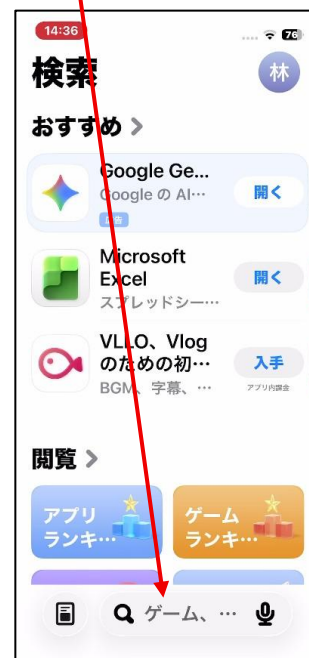 14:36
76
検索
林
おすすめ
Google Ge...
Google の AI…
広告
開く
Microsoft
Excel
スプレッドシー…
開く
VLLO、Vlog
のための初…
BGM、字幕、…
入手
アプリ内課金
閲覧
アプリ
ランキ…
ゲーム
ランキ…
ゲーム、…